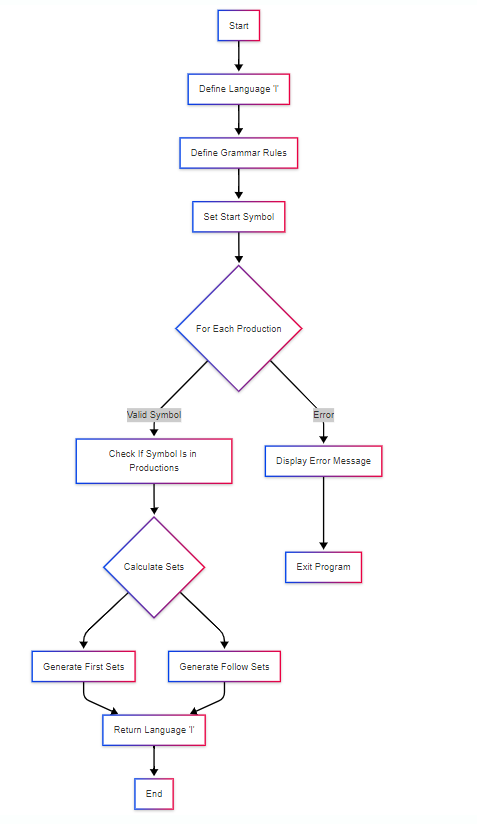 Start
Define Language 'l'
Define Grammar Rules
Set Start Symbol
For Each Production
Valid Symbol
Error
Check If Symbol Is in
Productions
Display Error Message
Calculate Sets
Exit Program
Generate First Sets
Generate Follow Sets
Return Language 'l'
End